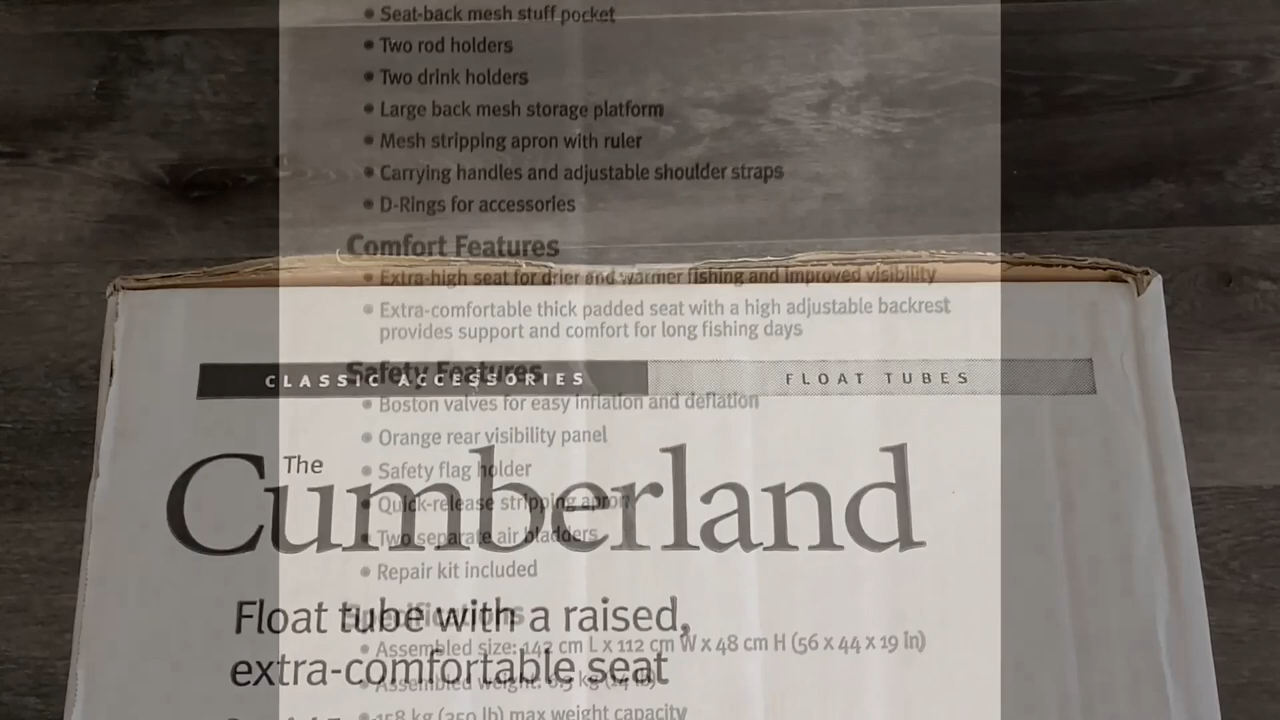 Seat-back mesh stuff pocket
Two rod holders
Two drink holders
Large back mesh storage platform
Mesh stripping apron with ruler
Carrying handles and adjustable shoulder straps
D-Rings for accessories
Comfort Features
Extra-high seat for drier and warmer fishing and improved visibility
Extra-comfortable thick padded seat with a high adjustable backrest
provides support and comfort for long fishing days
Safety Features
CLASSIC ACCESSORIES FLOAT TUBES
Boston valves for easy inflation and deflation
Orange rear visibility panel
Safety flag holder
Quick-release stripping apron
Two separate air bladders
Repair kit included
The
Cumberland
Float tube with a raised,
extra-comfortable seat
Specifications
Assembled size: 142 cm L x 112 cm W x 48 cm H (56 x 44 x 19 in)
Assembled weight: kg
158 kg (350 lb) max weight capacity